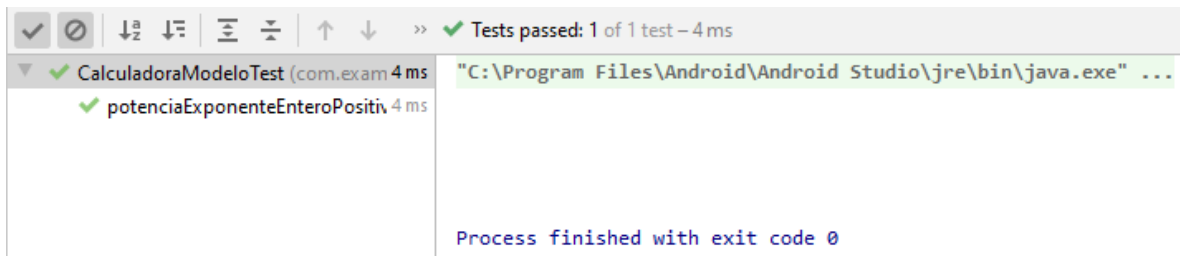 » Tests passed: 1 of 1 test – 4 ms
CalculadoraModeloTest (com.exam 4 ms
potenciaExponenteEnteroPositiv 4 ms
"C:\Program Files\Android\Android Studio\jre\bin\java.exe" ...
Process finished with exit code 0